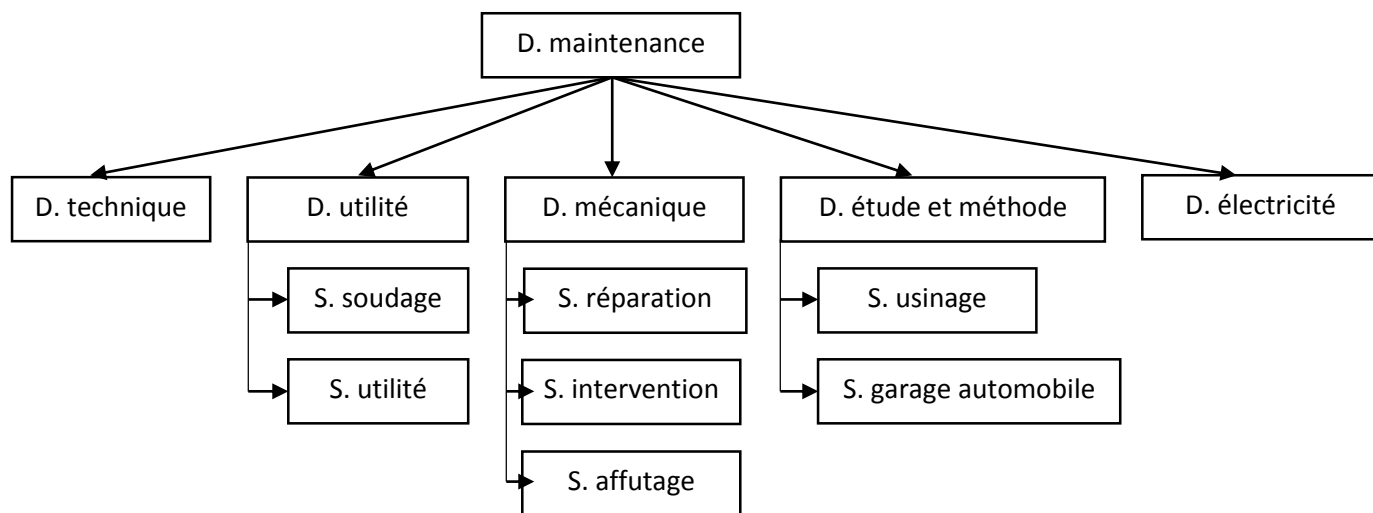 D. maintenance
D. technique
D. utilité
D. mécanique
D. étude et méthode
D. électricité
S. soudage
S. réparation
S. usinage
S. utilité
S. intervention
S. garage automobile
S. affutage